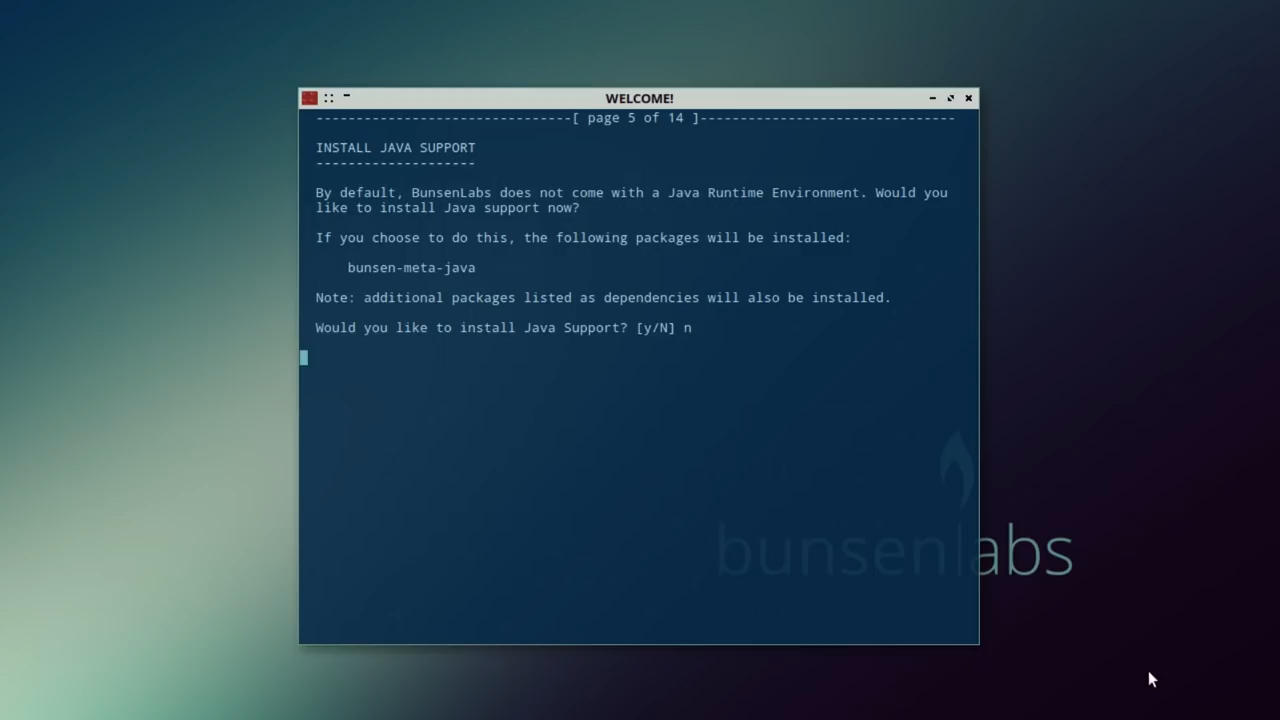 WELCOME!
--------------------------------[ page 5 of 14 ]--------------------------------
INSTALL JAVA SUPPORT
--------------------
By default, BunsenLabs does not come with a Java Runtime Environment. Would you
like to install Java support now?
If you choose to do this, the following packages will be installed:
bunsen-meta-java
Note: additional packages listed as dependencies will also be installed.
Would you like to install Java Support? [y/N] n
bunsenlabs